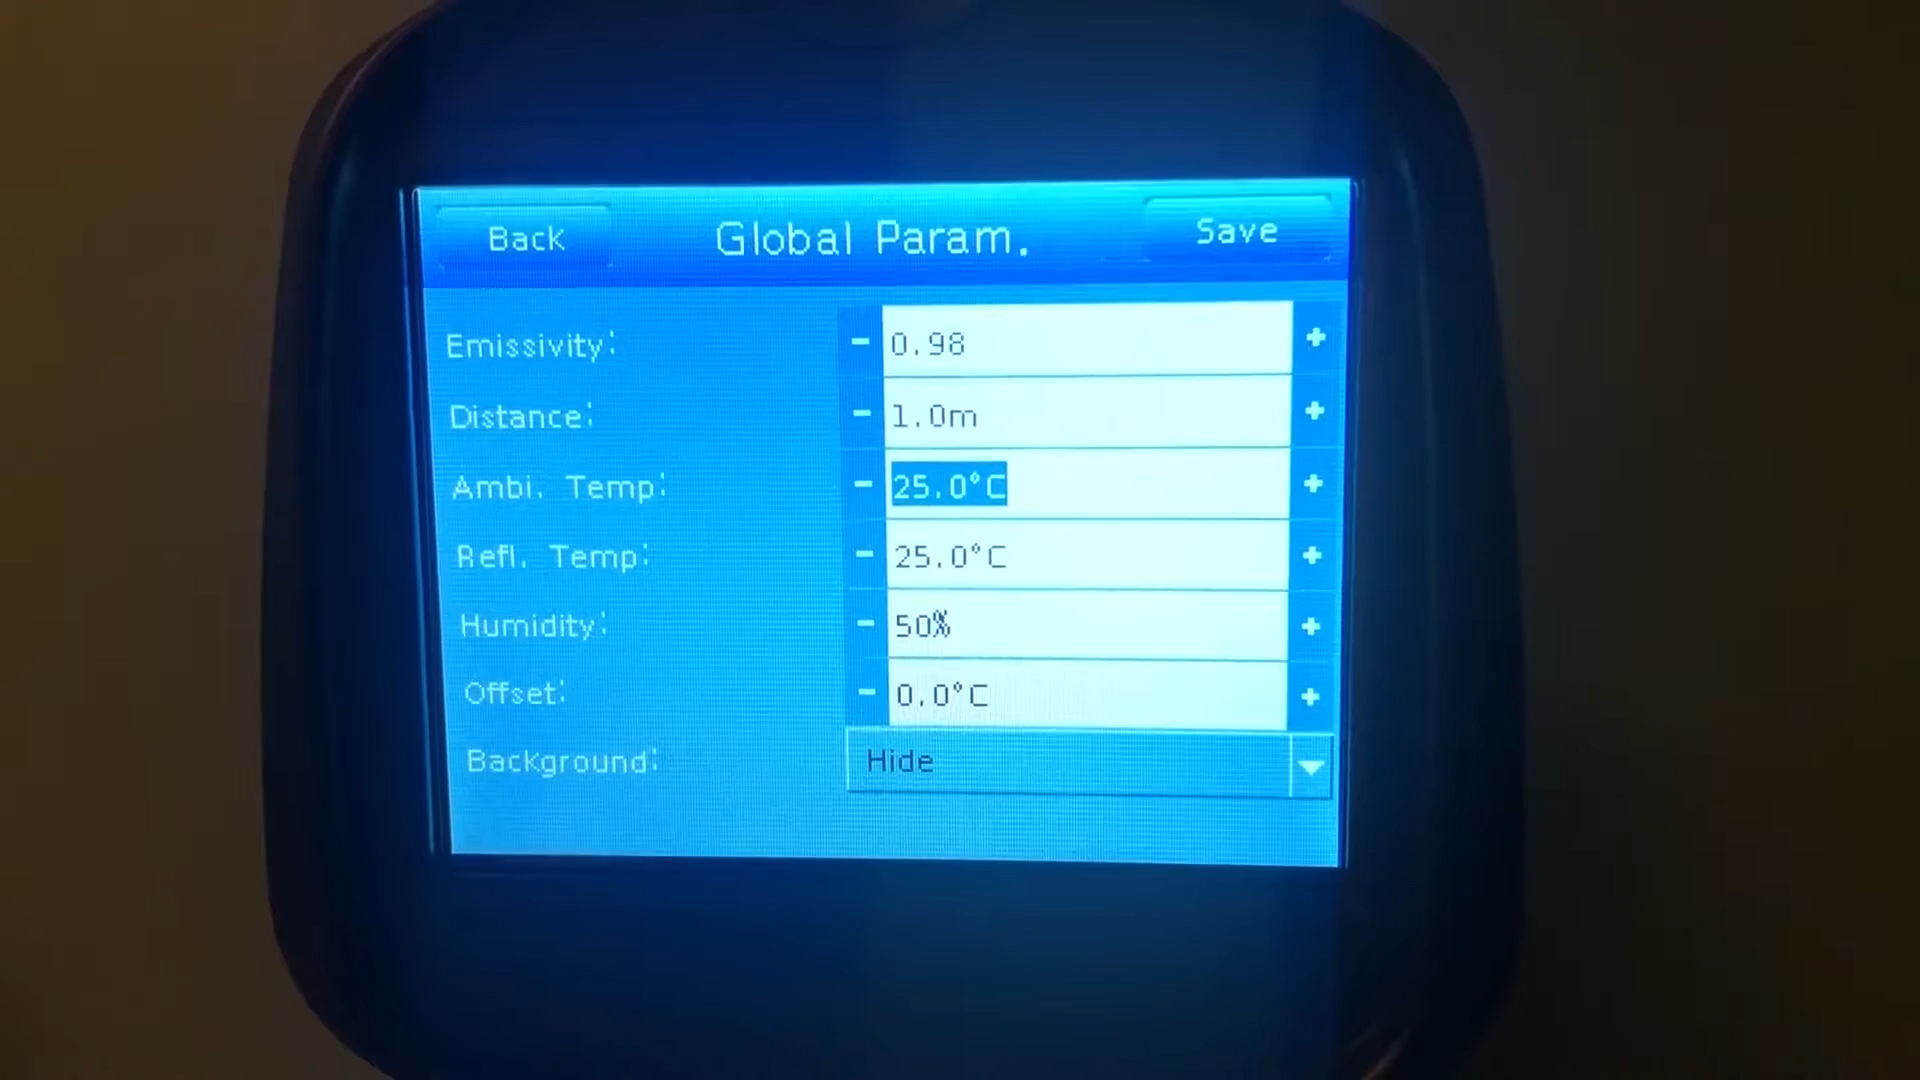 Back Global Param. Save
Emissivity: - 0.98 +
Distance: - 1.0m +
Ambi. Temp: - 25.0°C +
Refl. Temp: - 25.0°C +
Humidity: - 50% +
Offset: - 0.0°C +
Background: Hide